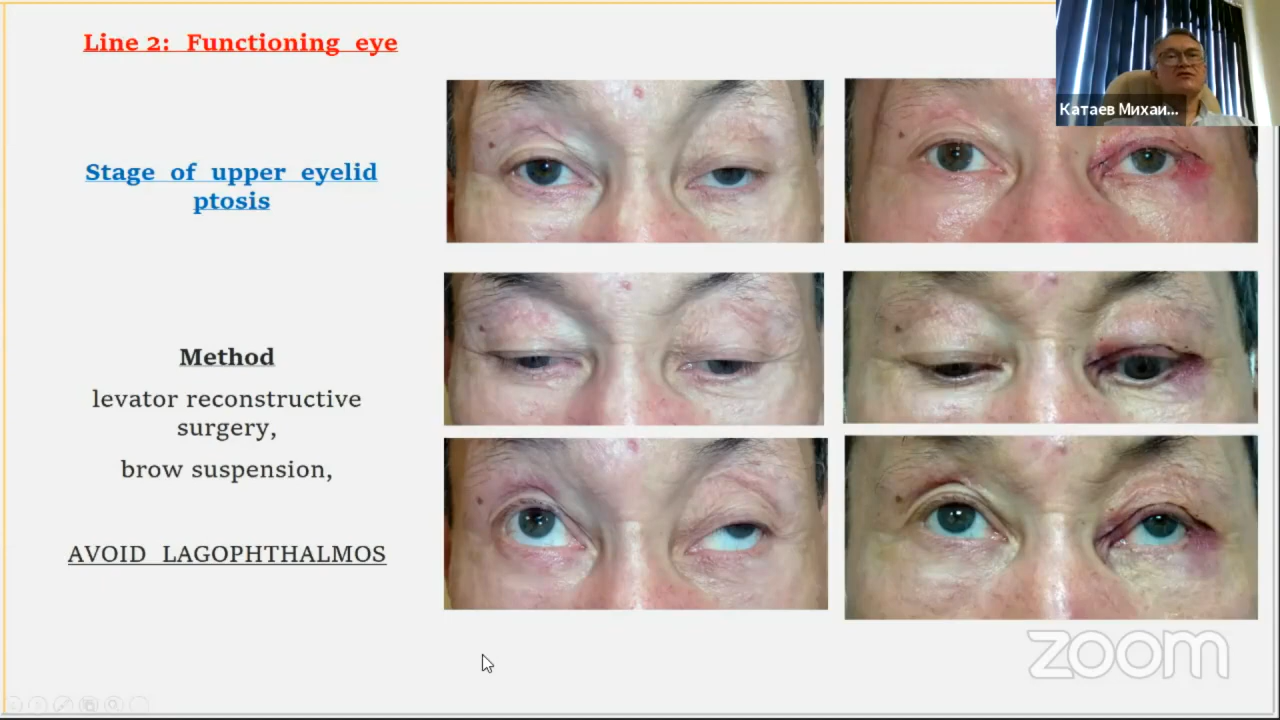 Line 2: Functioning eye
Катаев Михаи...
Stage of upper eyelid
ptosis
Method
levator reconstructive
surgery,
brow suspension,
AVOID LAGOPHTHALMOS
zoom